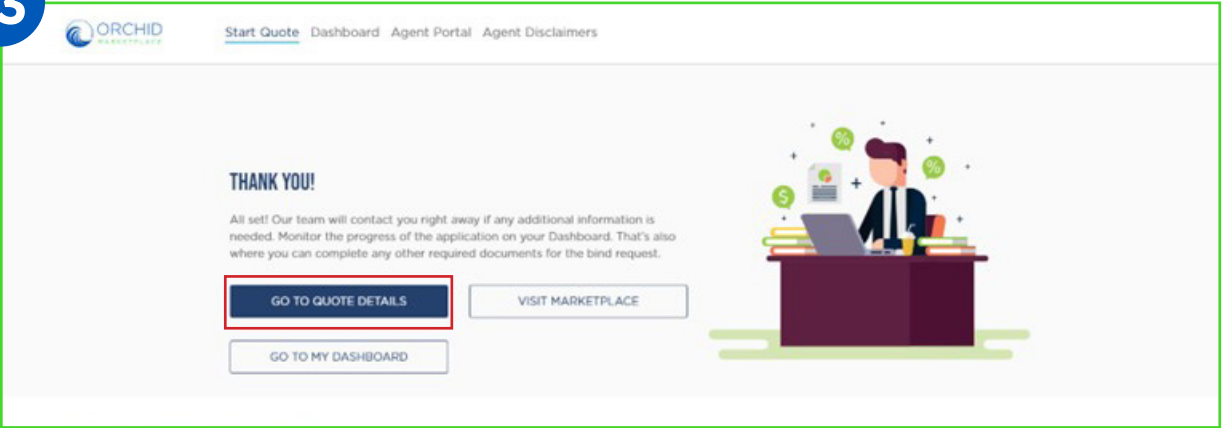 3
ORCHID
MARKETPLACE
Start Quote Dashboard Agent Portal Agent Disclaimers
%
%
$
THANK YOU!
All set! Our team will contact you right away if any additional information is
needed. Monitor the progress of the application on your Dashboard. That's also
where you can complete any other required documents for the bind request.
GO TO QUOTE DETAILS VISIT MARKETPLACE
GO TO MY DASHBOARD